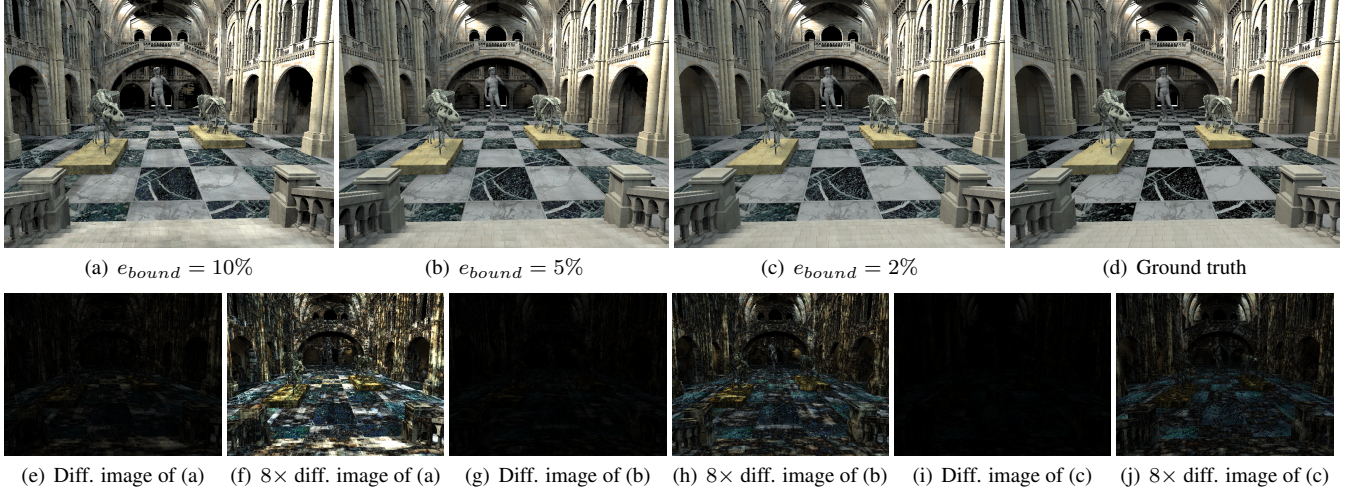 (a) e_bound = 10%
(b) e_bound = 5%
(c) e_bound = 2%
(d) Ground truth
(e) Diff. image of (a)
(f) 8× diff. image of (a)
(g) Diff. image of (b)
(h) 8× diff. image of (b)
(i) Diff. image of (c)
(j) 8× diff. image of (c)